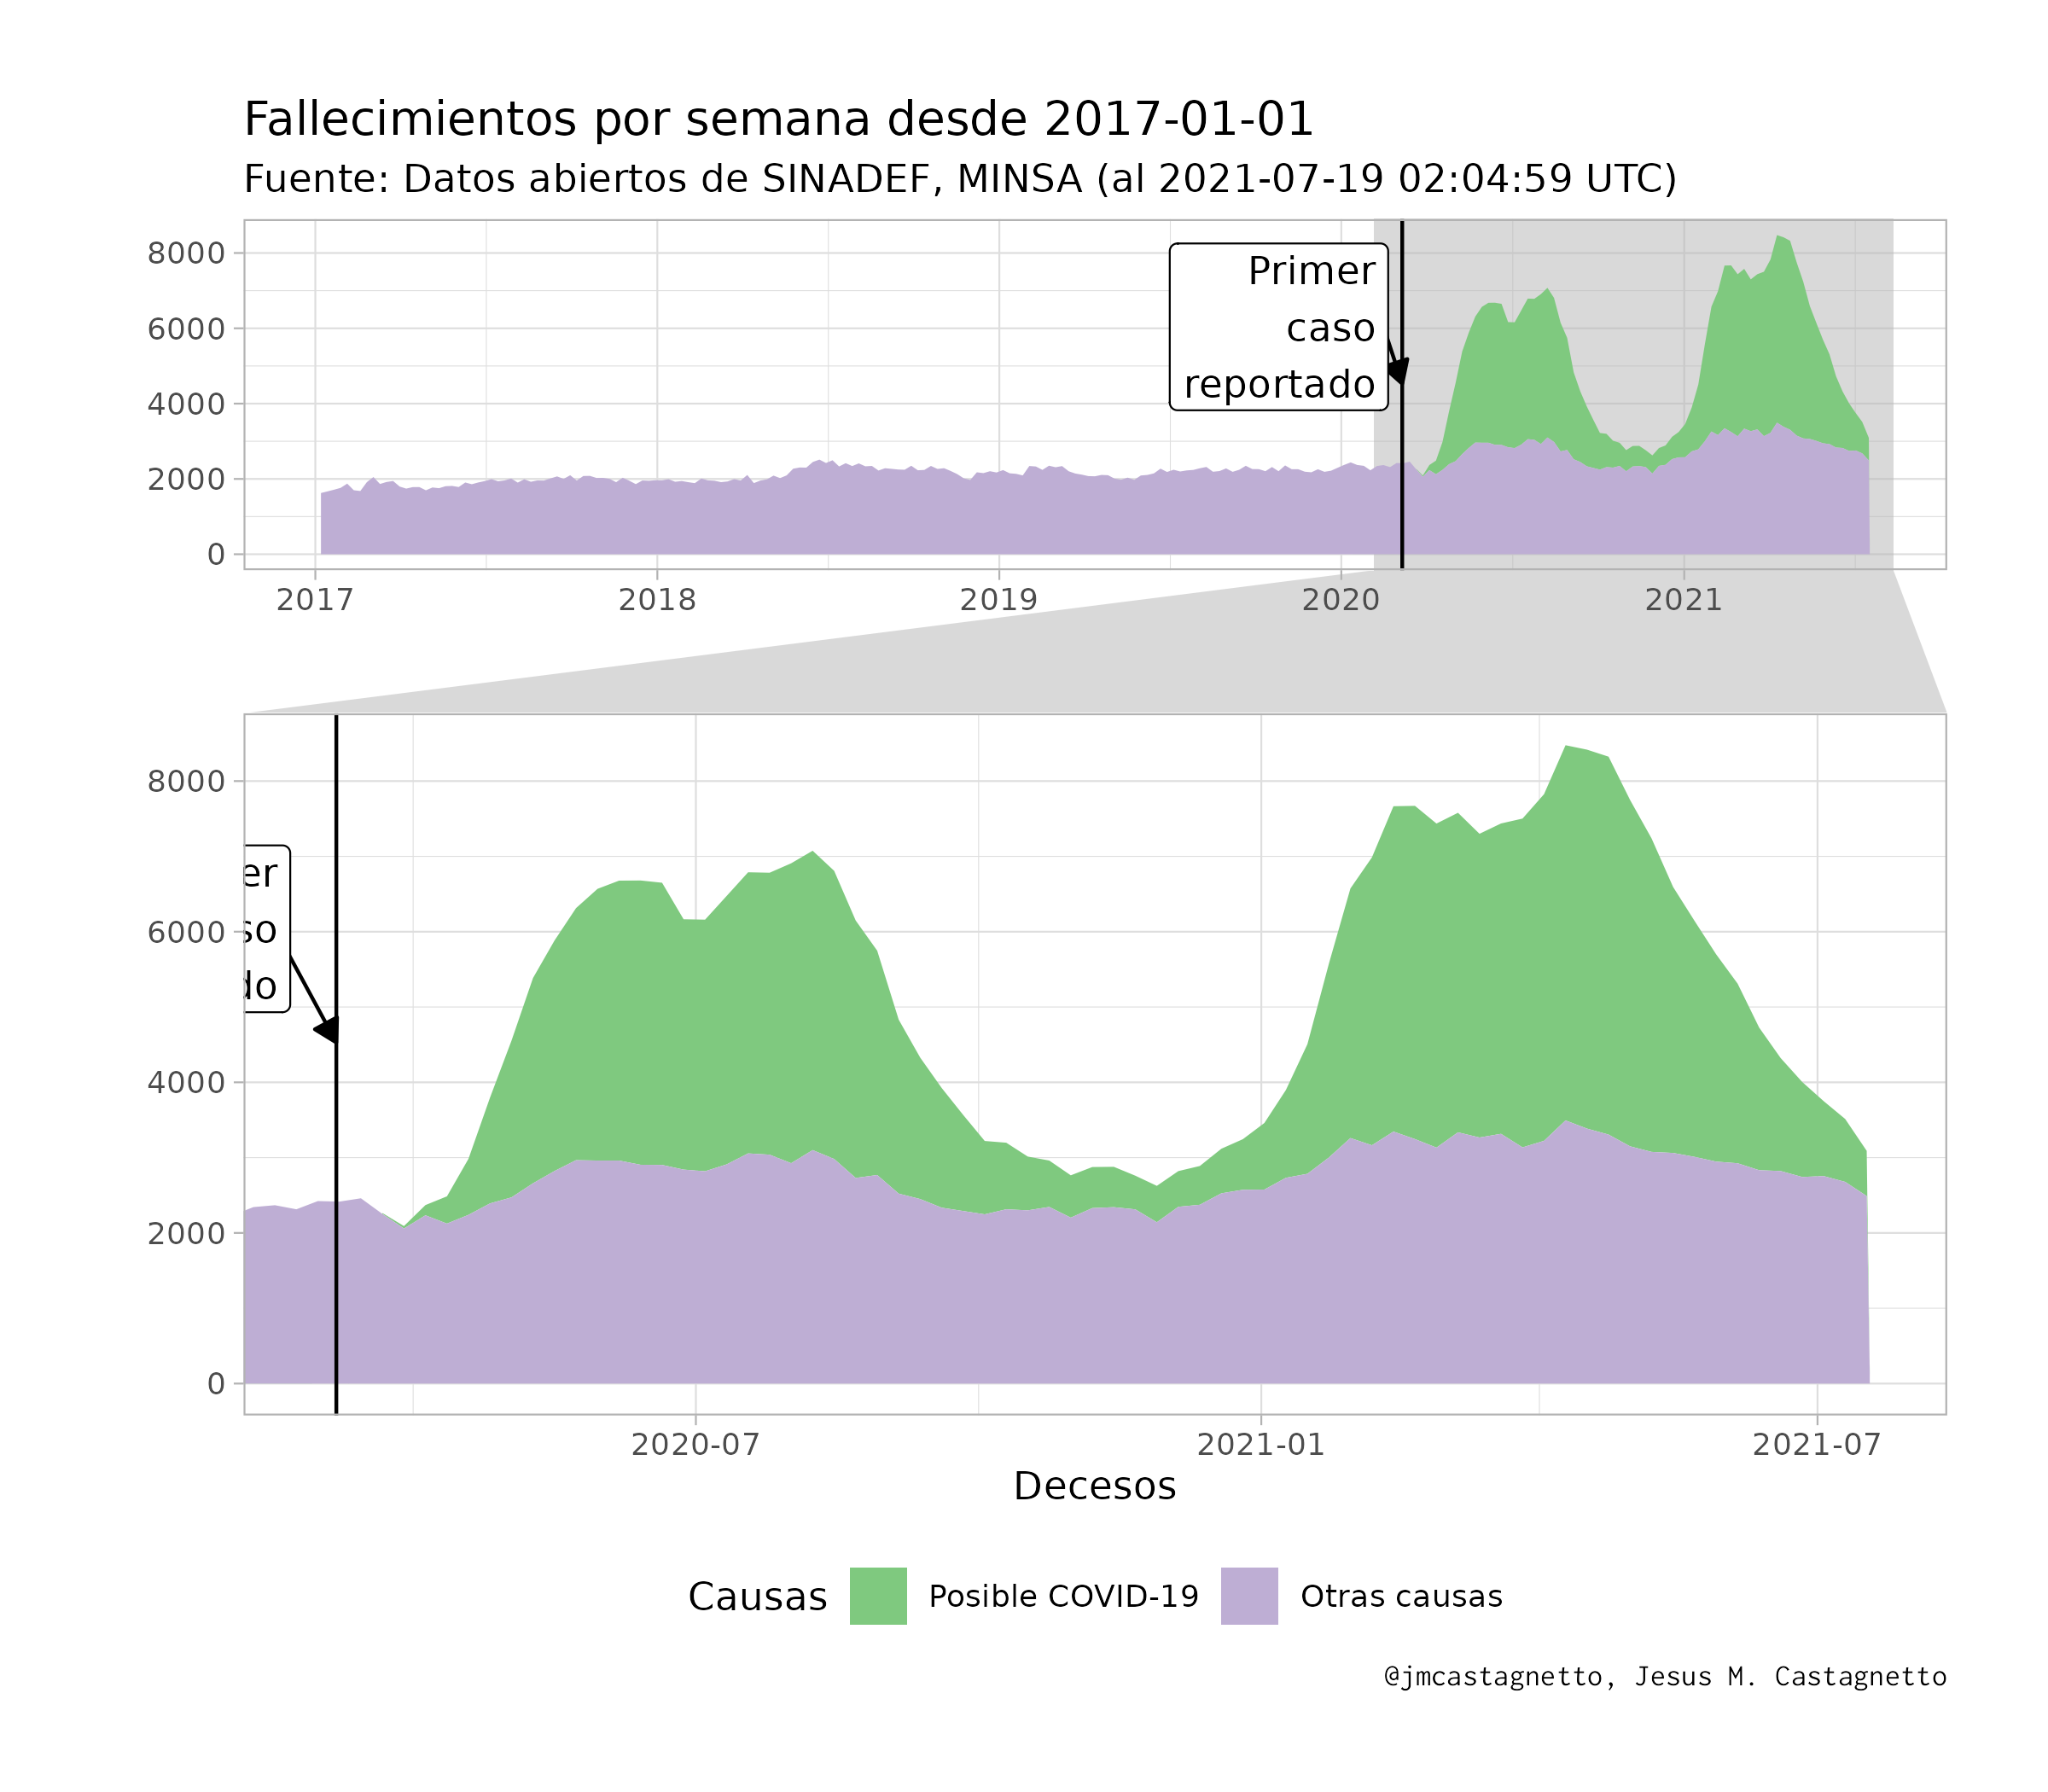 Fallecimientos por semana desde 2017-01-01
Fuente: Datos abiertos de SINADEF, MINSA (al 2021-07-19 02:04:59 UTC)
8000
6000
4000
2000
0
Primer
caso
reportado
2017 2018 2019 2020 2021
8000
6000
4000
2000
0
er
so
do
2020-07 2021-01 2021-07
Decesos
Causas Posible COVID-19 Otras causas
@jmcastagnetto, Jesus M. Castagnetto